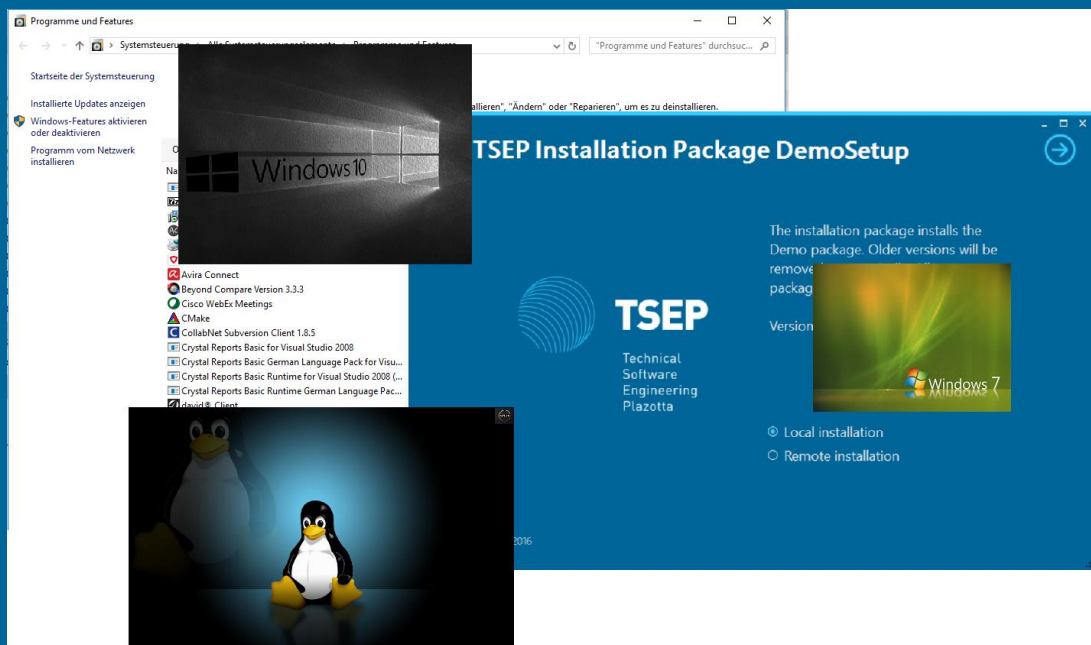 Programme und Features
Systemsteuerung
"Programme und Features" durchsuc...
Startseite der Systemsteuerung
Installierte Updates anzeigen
Windows-Features aktivieren
oder deaktivieren
Programm vom Netzwerk
installieren
"Ändern" oder "Reparieren", um es zu deinstallieren.
Windows 10
Avira Connect
Beyond Compare Version 3.3.3
Cisco WebEx Meetings
CMake
CollabNet Subversion Client 1.8.5
Crystal Reports Basic for Visual Studio 2008
Crystal Reports Basic German Language Pack for Visu...
Crystal Reports Basic Runtime for Visual Studio 2008 (...
Crystal Reports Basic Runtime German Language Pac...
david® Client
TSEP Installation Package DemoSetup
The installation package installs the
Demo package. Older versions will be
Version
Windows 7
TSEP
Technical
Software
Engineering
Plazotta
Local installation
Remote installation
2016